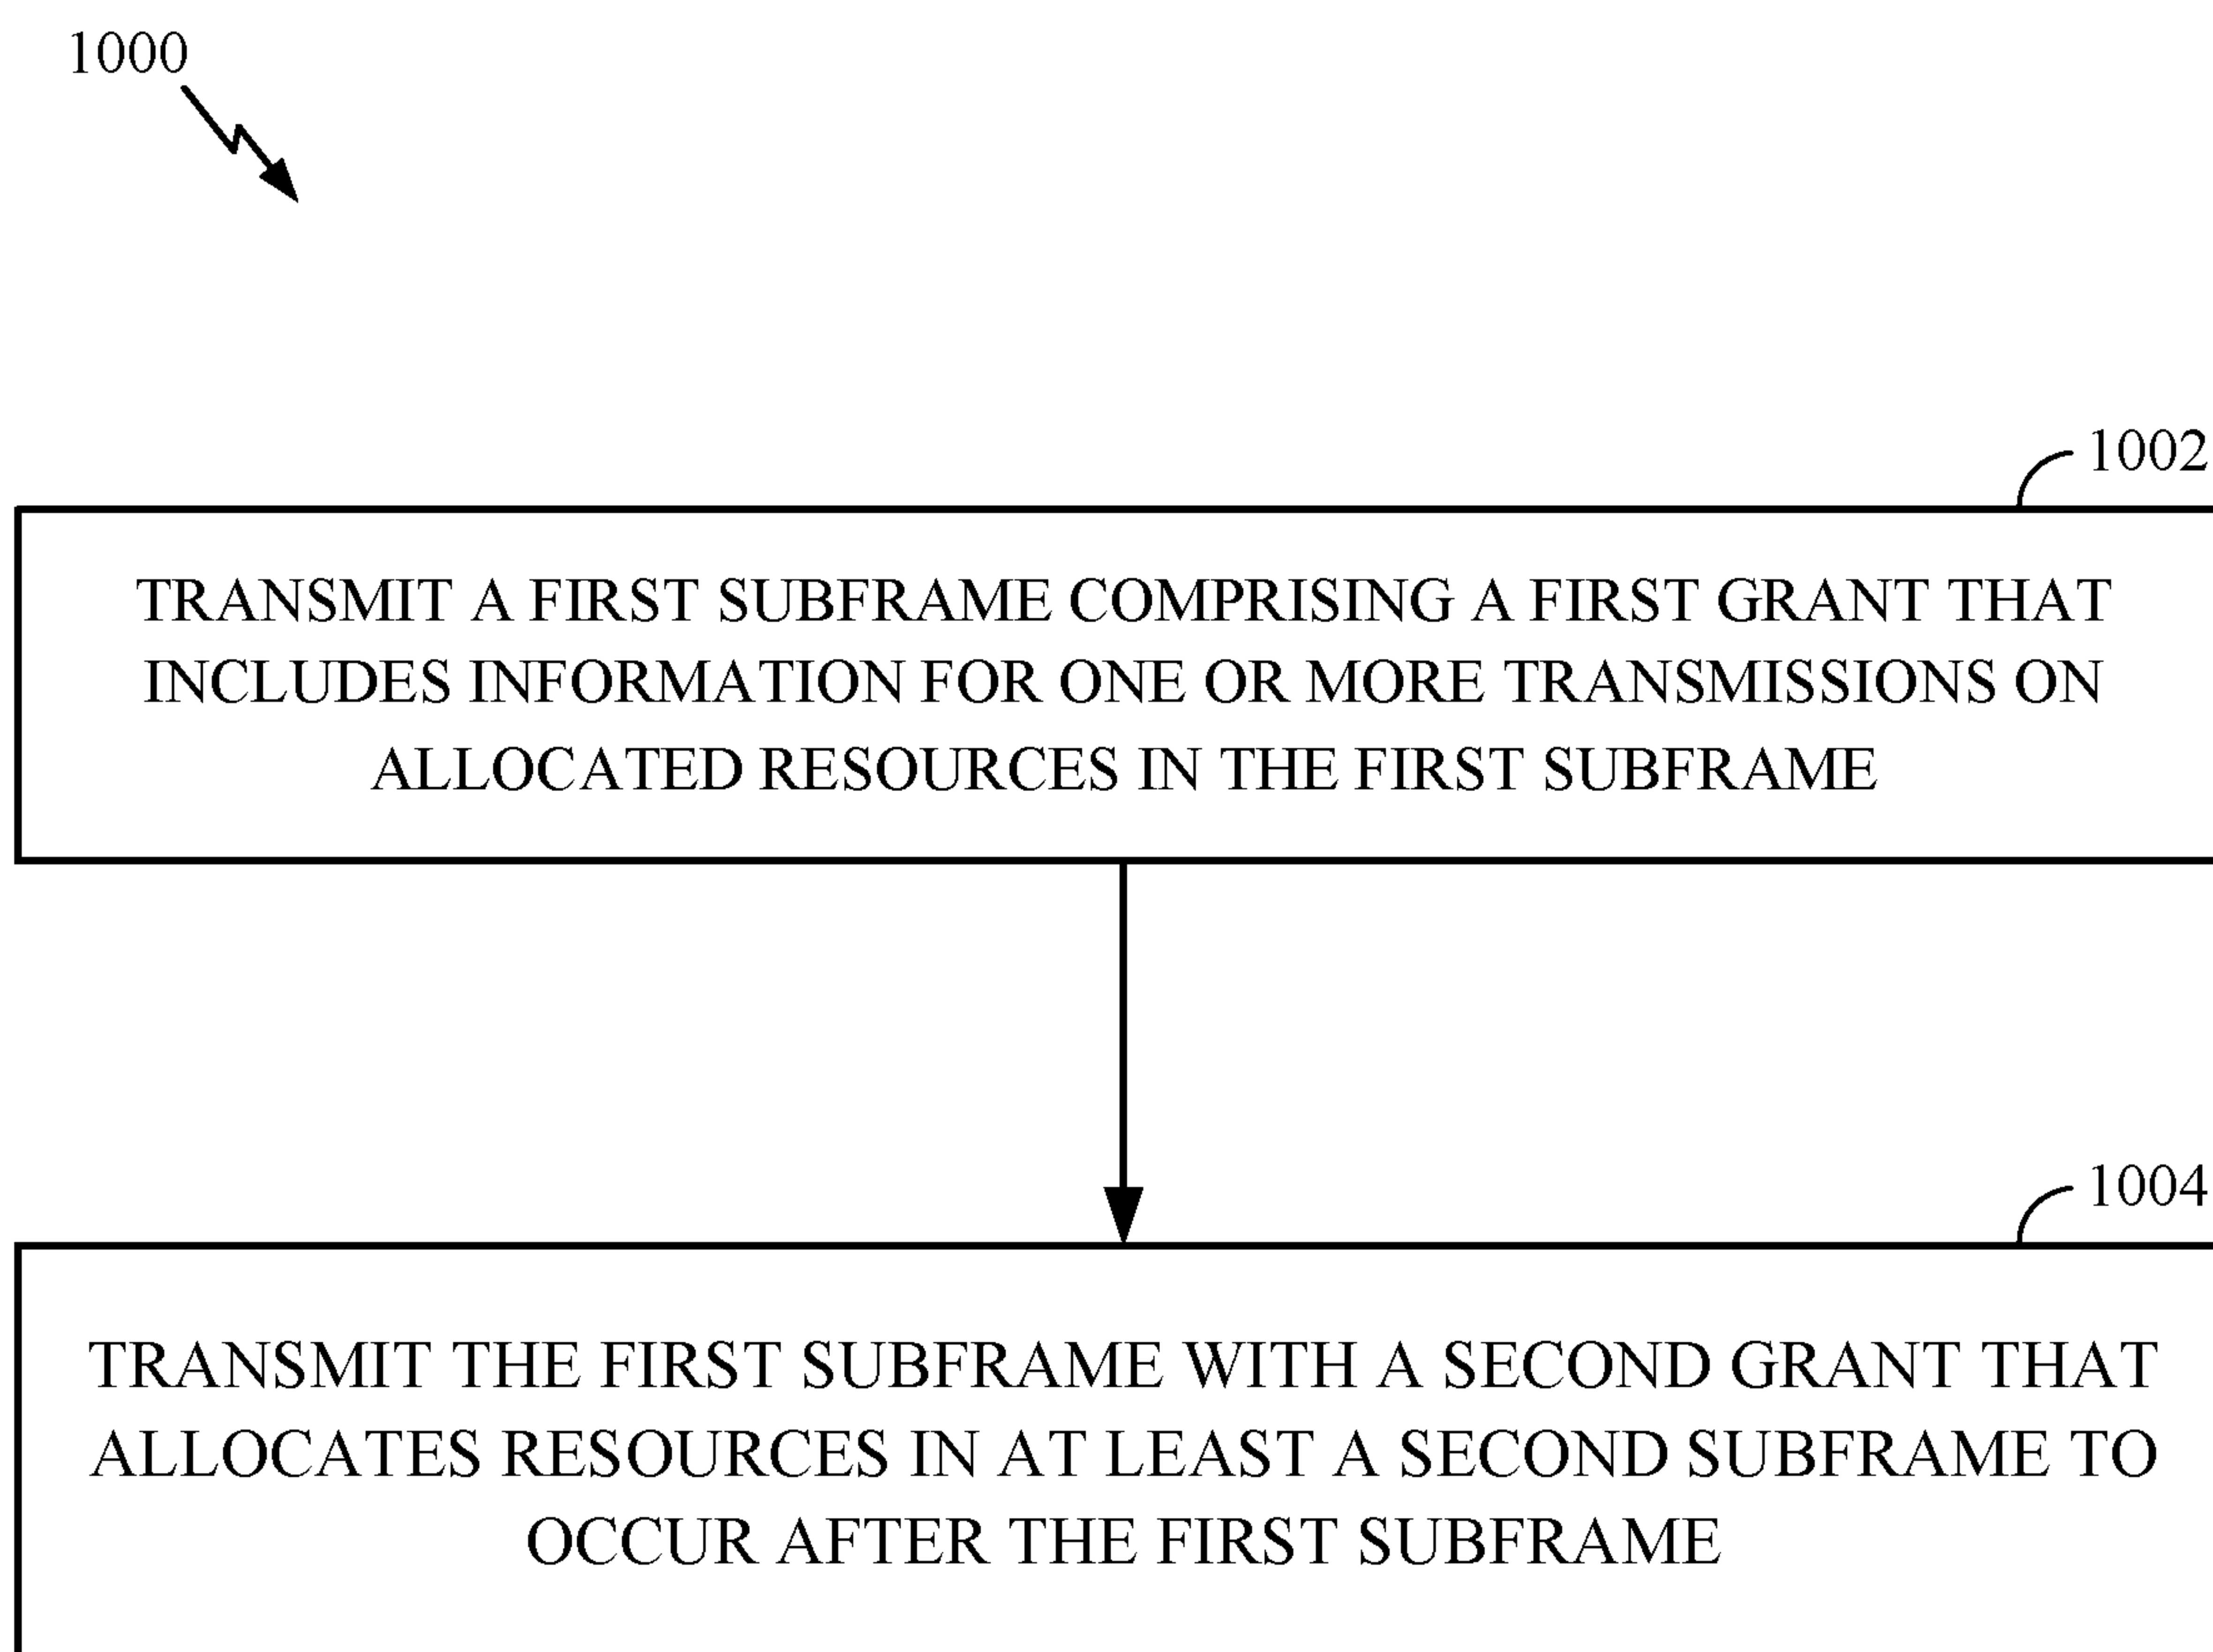 1000
1002
TRANSMIT A FIRST SUBFRAME COMPRISING A FIRST GRANT THAT
INCLUDES INFORMATION FOR ONE OR MORE TRANSMISSIONS ON
ALLOCATED RESOURCES IN THE FIRST SUBFRAME
1004
TRANSMIT THE FIRST SUBFRAME WITH A SECOND GRANT THAT
ALLOCATES RESOURCES IN AT LEAST A SECOND SUBFRAME TO
OCCUR AFTER THE FIRST SUBFRAME